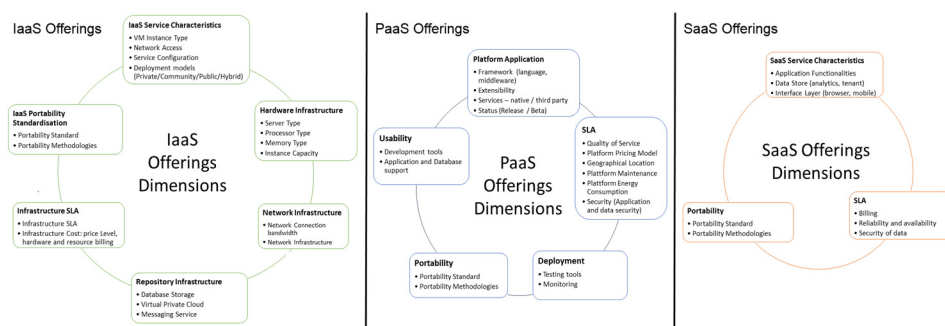 IaaS Offerings
IaaS Service Characteristics
• VM Instance Type
• Network Access
• Service Configuration
• Deployment models
(Private/Community/Public/Hybrid)
Hardware Infrastructure
• Server Type
• Processor Type
• Memory Type
• Instance Capacity
IaaS Portability
Standardisation
• Portability Standard
• Portability Methodologies
IaaS
Offerings
Dimensions
Infrastructure SLA
• Infrastructure SLA
• Infrastructure Cost: price Level,
hardware and resource billing
Network Infrastructure
• Network Connection
bandwidth
• Network Infrastructure
Repository Infrastructure
• Database Storage
• Virtual Private Cloud
• Messaging Service
PaaS Offerings
Platform Application
• Framework (language,
middleware)
• Extensibility
• Services – native / third party
• Status (Release / Beta)
Usability
• Development tools
• Application and Database
support
SLA
• Quality of Service
• Platform Pricing Model
• Geographical Location
• Plattform Maintenance
• Plattform Energy
Consumption
• Security (Application
and data security)
PaaS
Offerings
Dimensions
Portability
• Portability Standard
• Portability Methodologies
Deployment
• Testing tools
• Monitoring
SaaS Offerings
SaaS Service Characteristics
• Application Functionalities
• Data Store (analytics, tenant)
• Interface Layer (browser, mobile)
SaaS Offerings
Dimensions
Portability
• Portability Standard
• Portability Methodologies
SLA
• Billing
• Reliability and availability
• Security of data